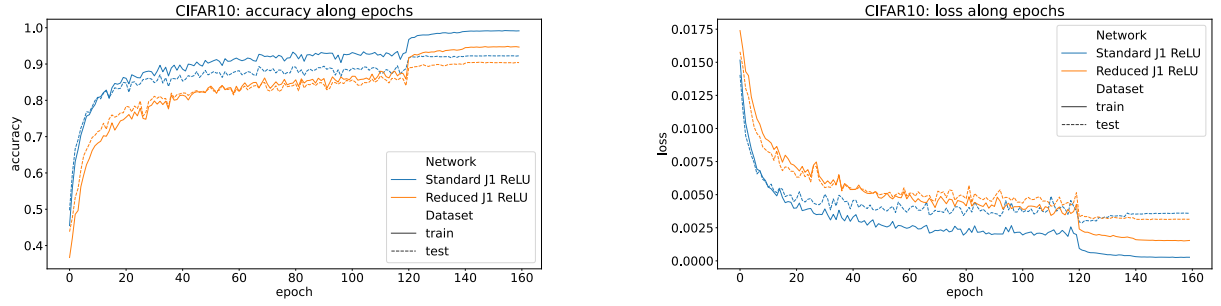 CIFAR10: accuracy along epochs
1.0
0.9
0.8
0.7
0.6
0.5
0.4
accuracy
0 20 40 60 80 100 120 140 160
epoch
Network
Standard J1 ReLU
Reduced J1 ReLU
Dataset
train
test
CIFAR10: loss along epochs
0.0175
0.0150
0.0125
0.0100
0.0075
0.0050
0.0025
0.0000
loss
0 20 40 60 80 100 120 140 160
epoch
Network
Standard J1 ReLU
Reduced J1 ReLU
Dataset
train
test